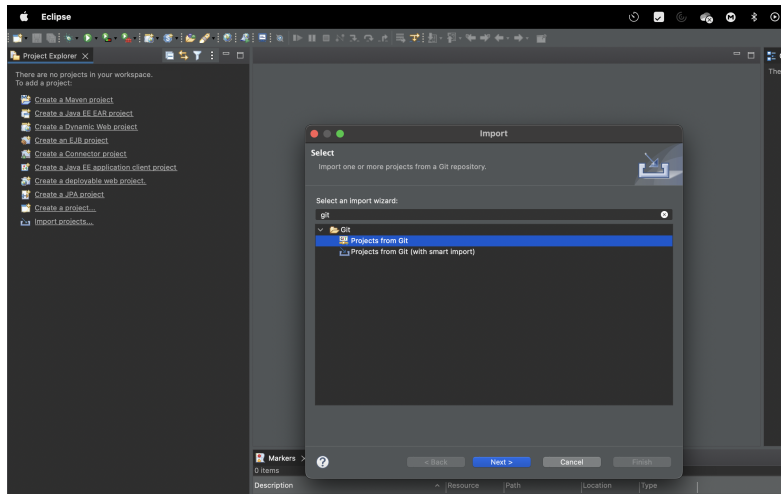 Eclipse
Project Explorer
There are no projects in your workspace.
To add a project:
Create a Maven project
Create a Java EE EAR project
Create a Dynamic Web project
Create an EJB project
Create a Connector project
Create a Java EE application client project
Create a deployable web project.
Create a JPA project
Create a project...
Import projects...
The
Import
Select
Import one or more projects from a Git repository.
Select an import wizard:
git
Git
Projects from Git
Projects from Git (with smart import)
? < Back Next > Cancel Finish
Markers
0 items
Description Resource Path Location Type